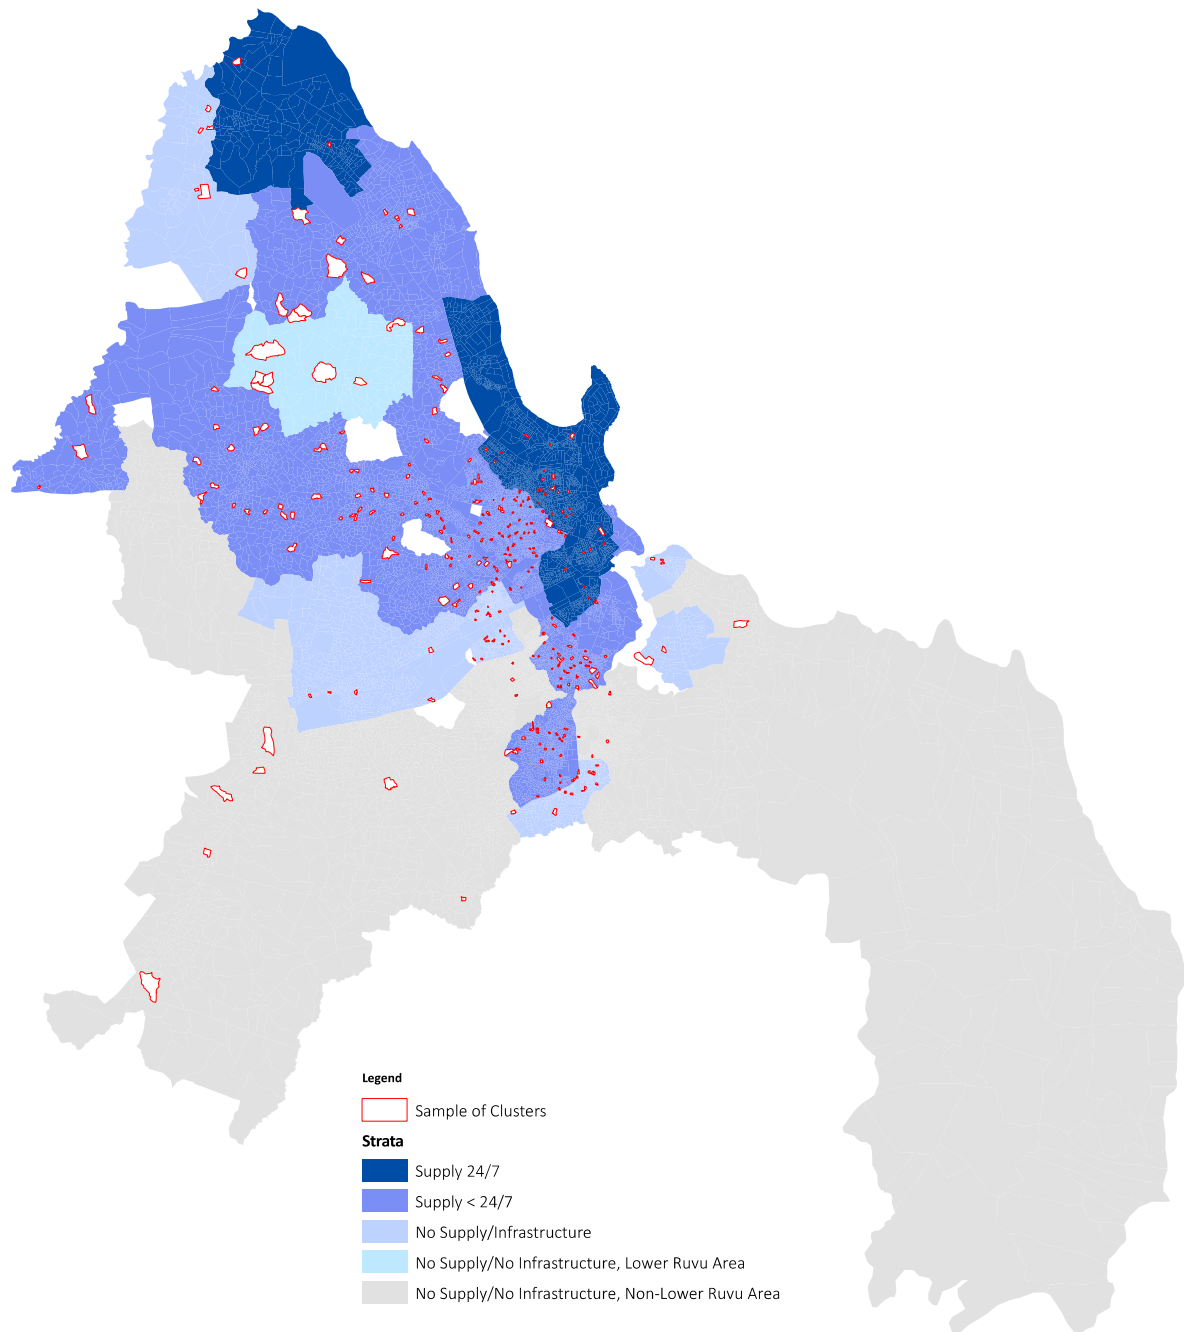 Legend
Sample of Clusters
Strata
Supply 24/7
Supply < 24/7
No Supply/Infrastructure
No Supply/No Infrastructure, Lower Ruvu Area
No Supply/No Infrastructure, Non-Lower Ruvu Area